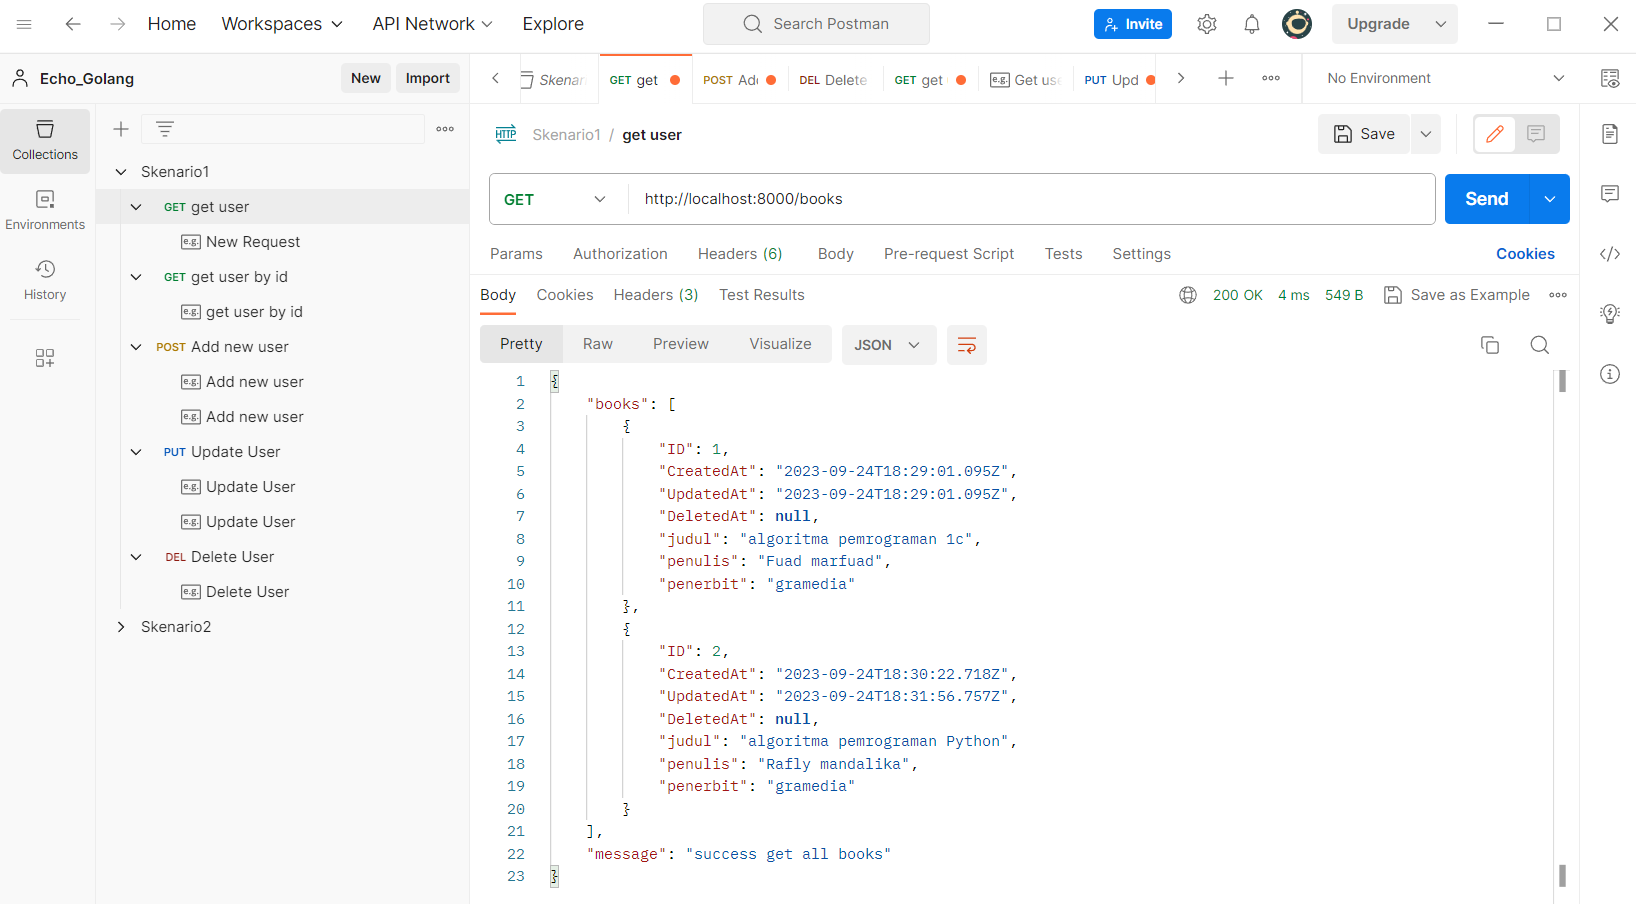 Home Workspaces API Network Explore Search Postman Invite Upgrade
Echo_Golang New Import Skenar GET get POST Add DEL Delete GET get e.g. Get use PUT Upd No Environment
Collections
Environments
History
Skenario1
GET get user
e.g. New Request
GET get user by id
e.g. get user by id
POST Add new user
e.g. Add new user
e.g. Add new user
PUT Update User
e.g. Update User
e.g. Update User
DEL Delete User
e.g. Delete User
Skenario2
HTTP Skenario1 / get user Save
GET http://localhost:8000/books Send
Params Authorization Headers (6) Body Pre-request Script Tests Settings Cookies
Body Cookies Headers (3) Test Results 200 OK 4 ms 549 B Save as Example
Pretty Raw Preview Visualize JSON
1 {
2 "books": [
3 {
4 "ID": 1,
5 "CreatedAt": "2023-09-24T18:29:01.095Z",
6 "UpdatedAt": "2023-09-24T18:29:01.095Z",
7 "DeletedAt": null,
8 "judul": "algoritma pemrograman 1c",
9 "penulis": "Fuad marfuad",
10 "penerbit": "gramedia"
11 },
12 {
13 "ID": 2,
14 "CreatedAt": "2023-09-24T18:30:22.718Z",
15 "UpdatedAt": "2023-09-24T18:31:56.757Z",
16 "DeletedAt": null,
17 "judul": "algoritma pemrograman Python",
18 "penulis": "Rafly mandalika",
19 "penerbit": "gramedia"
20 }
21 ],
22 "message": "success get all books"
23 }